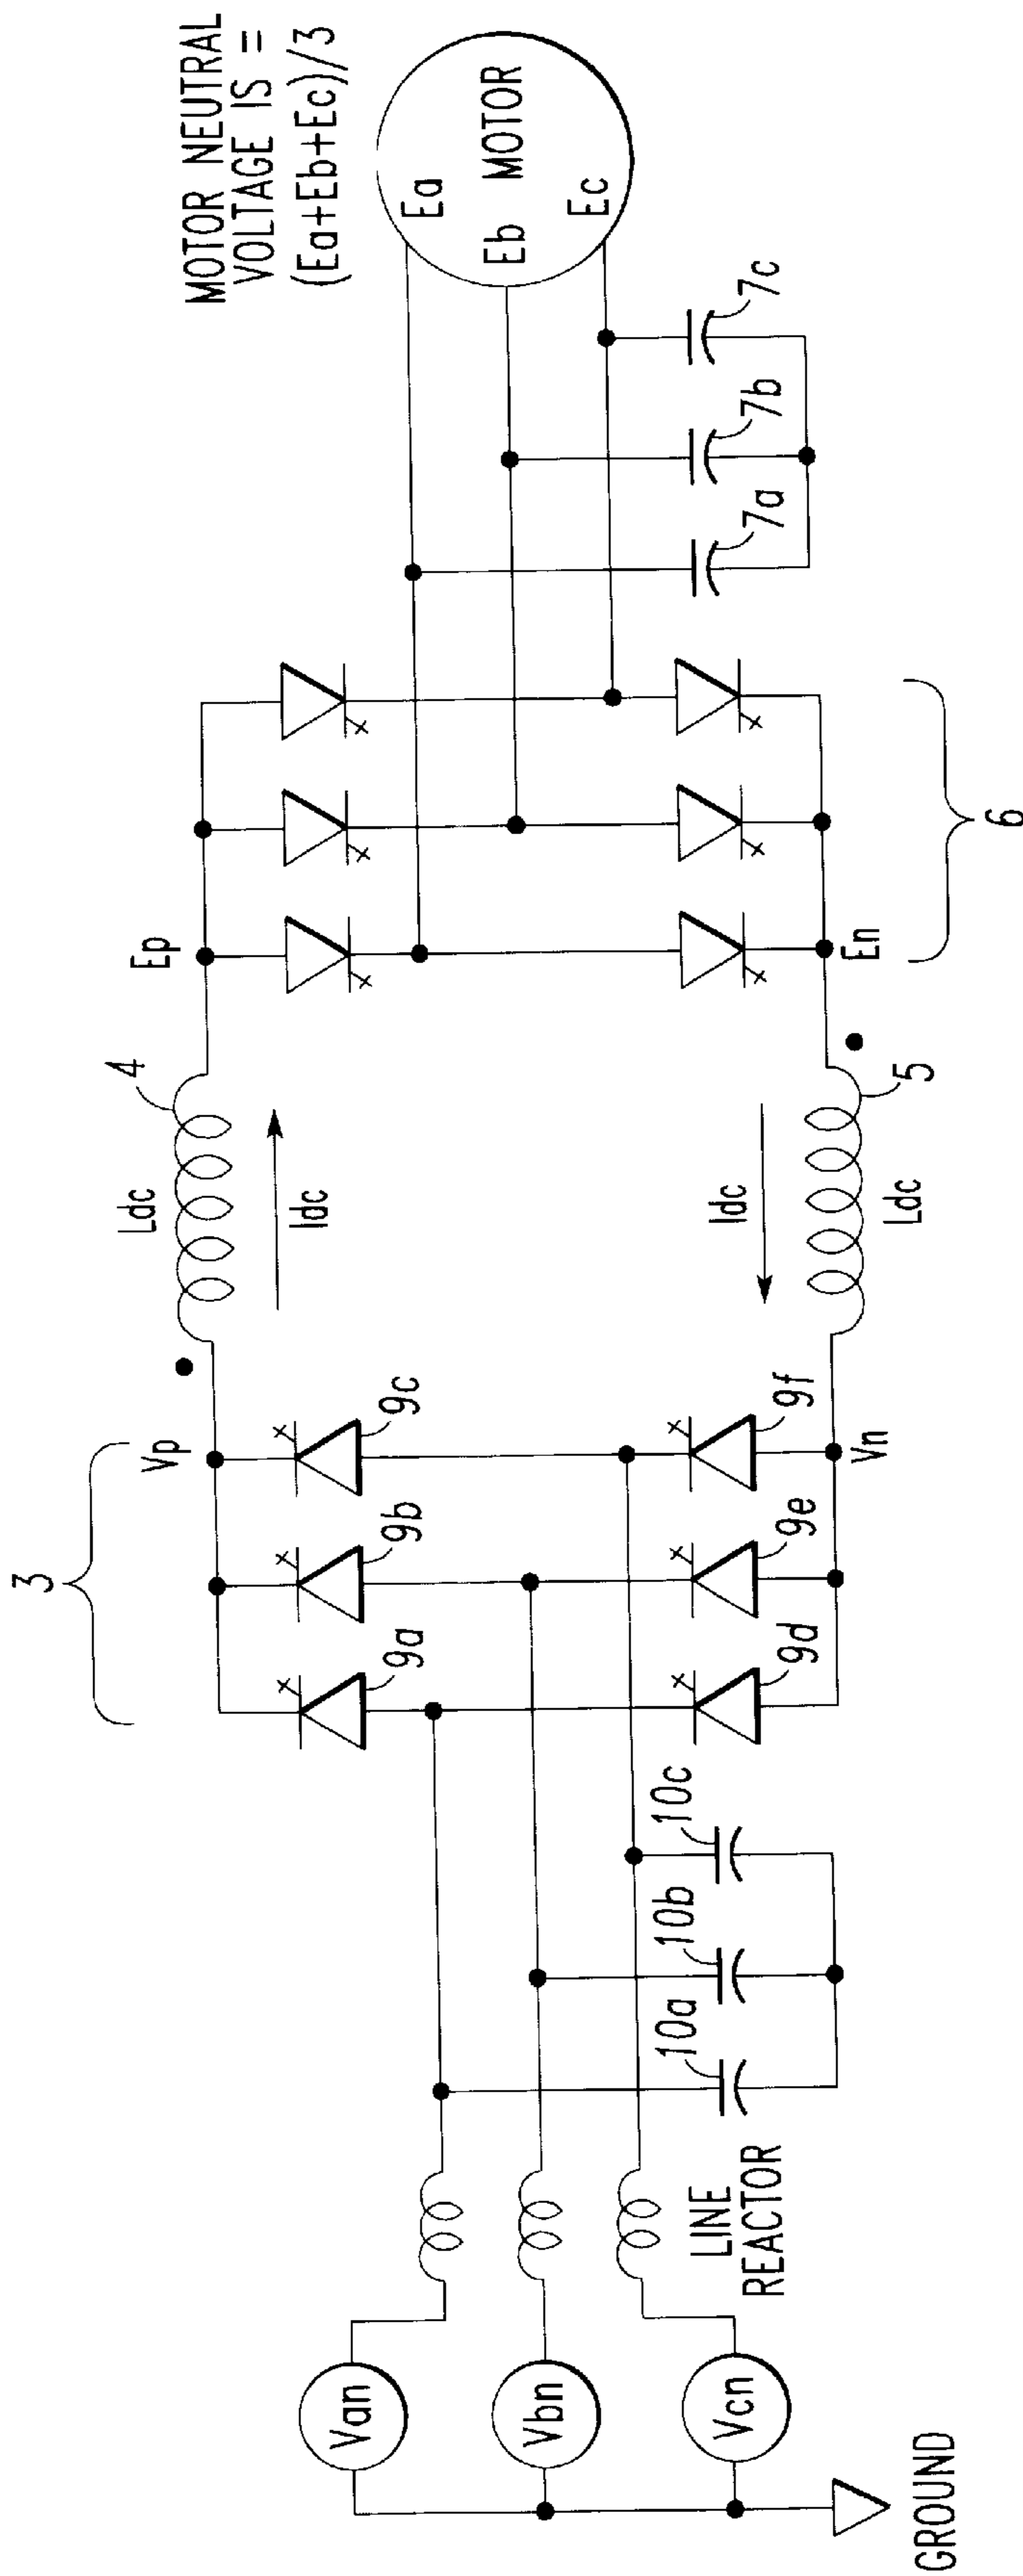 MOTOR NEUTRAL
VOLTAGE IS =
(Ea+Eb+Ec)/3
3
Vp
Ldc
4
Ep
Idc
Ea
Eb
MOTOR
Ec
9a
9b
9c
9d
9e
9f
Vn
Idc
Ldc
5
En
6
7a
7b
7c
Van
Vbn
Vcn
LINE
REACTOR
10a
10b
10c
GROUND